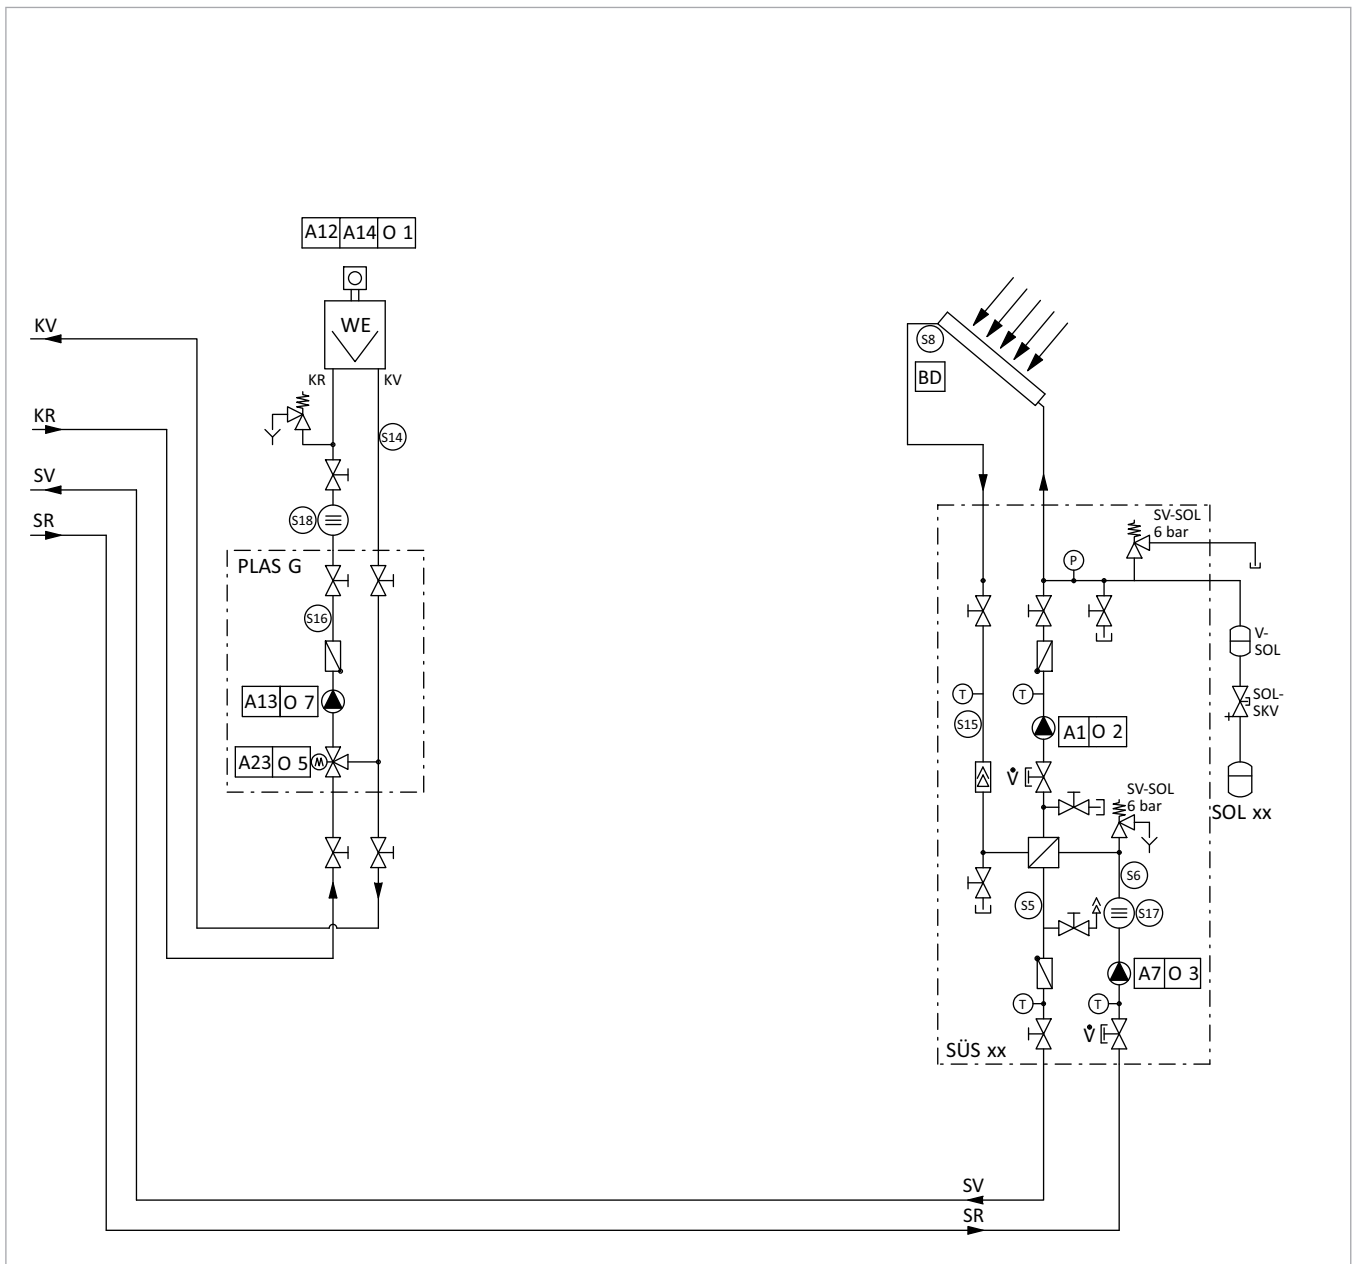 A12 A14 O 1
WE
KV
KR
KV
S8
BD
KR
S14
SV
SR
S18
SV-SOL
6 bar
PLAS G
P
S16
V-
SOL
A13 O 7
T
T
SOL-
SKV
S15
A1 O 2
A23 O 5
M
V̇
SV-SOL
6 bar
SOL xx
S6
S5
S17
A7 O 3
T
T
V̇
SÜS xx
SV
SR